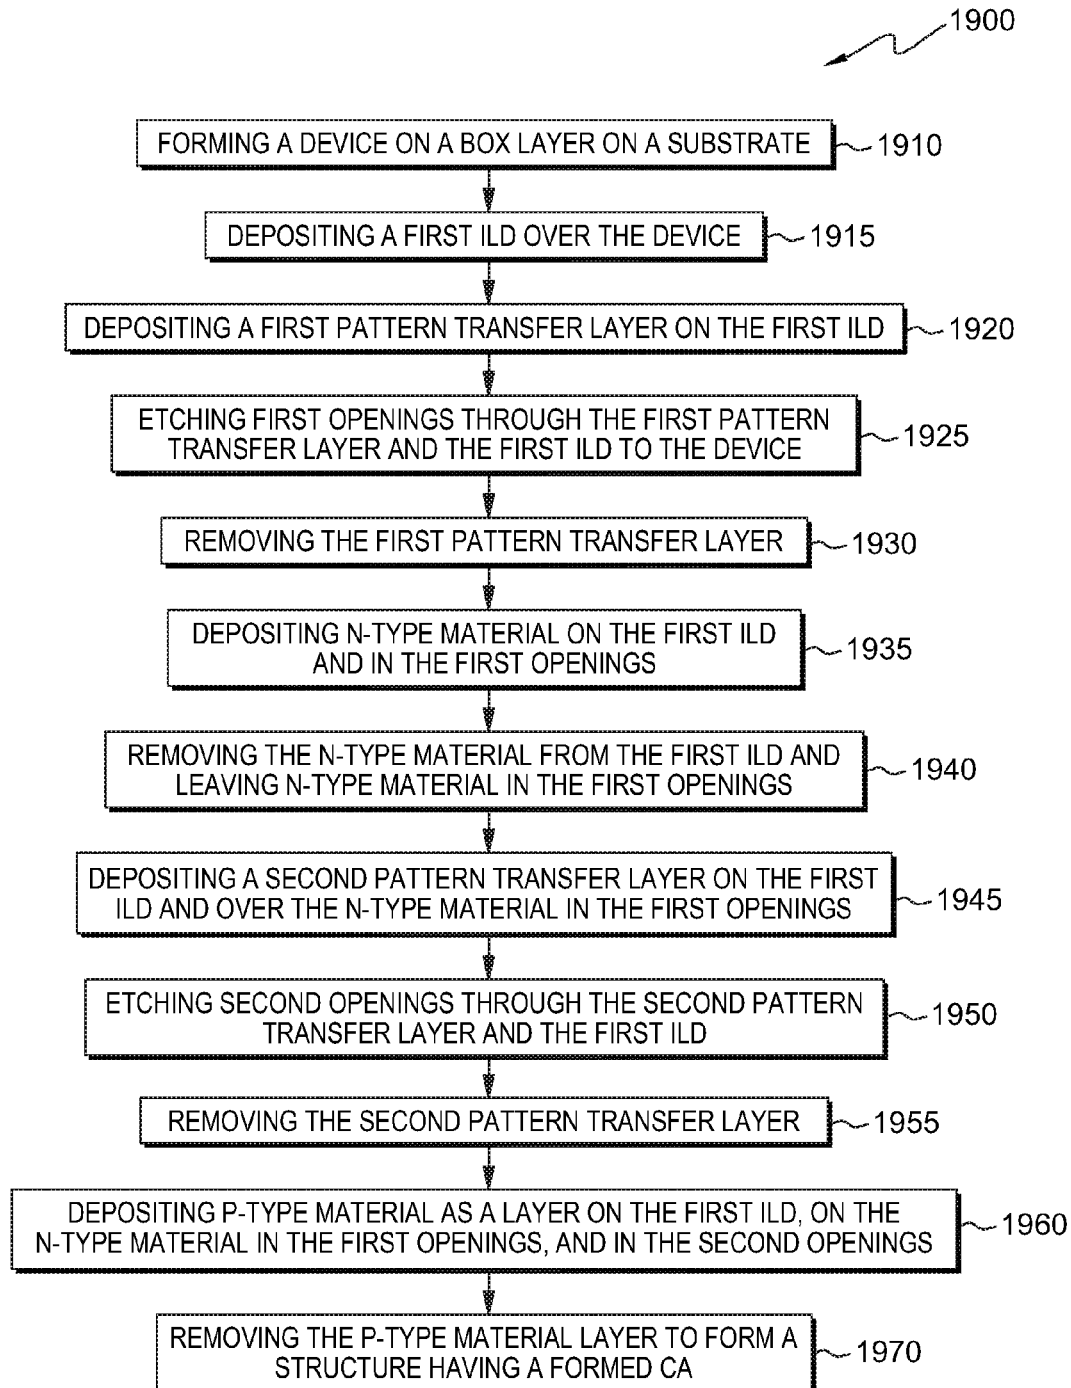 1900
FORMING A DEVICE ON A BOX LAYER ON A SUBSTRATE
1910
DEPOSITING A FIRST ILD OVER THE DEVICE
1915
DEPOSITING A FIRST PATTERN TRANSFER LAYER ON THE FIRST ILD
1920
ETCHING FIRST OPENINGS THROUGH THE FIRST PATTERN
TRANSFER LAYER AND THE FIRST ILD TO THE DEVICE
1925
REMOVING THE FIRST PATTERN TRANSFER LAYER
1930
DEPOSITING N-TYPE MATERIAL ON THE FIRST ILD
AND IN THE FIRST OPENINGS
1935
REMOVING THE N-TYPE MATERIAL FROM THE FIRST ILD AND
LEAVING N-TYPE MATERIAL IN THE FIRST OPENINGS
1940
DEPOSITING A SECOND PATTERN TRANSFER LAYER ON THE FIRST
ILD AND OVER THE N-TYPE MATERIAL IN THE FIRST OPENINGS
1945
ETCHING SECOND OPENINGS THROUGH THE SECOND PATTERN
TRANSFER LAYER AND THE FIRST ILD
1950
REMOVING THE SECOND PATTERN TRANSFER LAYER
1955
DEPOSITING P-TYPE MATERIAL AS A LAYER ON THE FIRST ILD, ON THE
N-TYPE MATERIAL IN THE FIRST OPENINGS, AND IN THE SECOND OPENINGS
1960
REMOVING THE P-TYPE MATERIAL LAYER TO FORM A
STRUCTURE HAVING A FORMED CA
1970